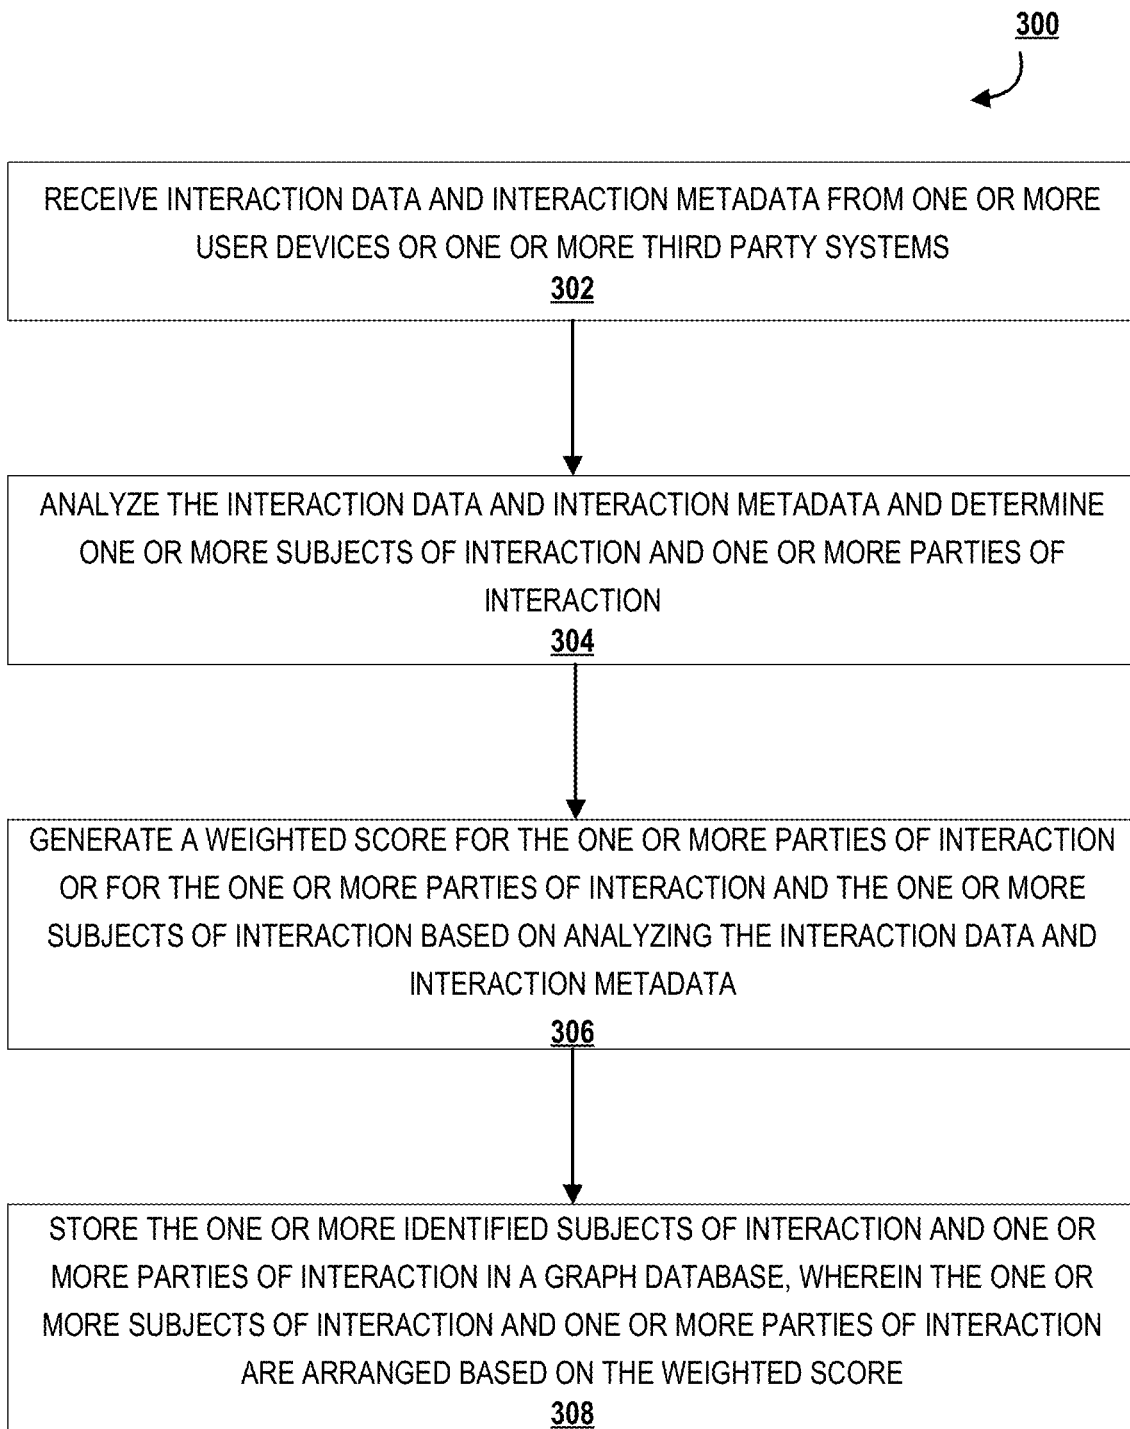 300
RECEIVE INTERACTION DATA AND INTERACTION METADATA FROM ONE OR MORE
USER DEVICES OR ONE OR MORE THIRD PARTY SYSTEMS
302
ANALYZE THE INTERACTION DATA AND INTERACTION METADATA AND DETERMINE
ONE OR MORE SUBJECTS OF INTERACTION AND ONE OR MORE PARTIES OF
INTERACTION
304
GENERATE A WEIGHTED SCORE FOR THE ONE OR MORE PARTIES OF INTERACTION
OR FOR THE ONE OR MORE PARTIES OF INTERACTION AND THE ONE OR MORE
SUBJECTS OF INTERACTION BASED ON ANALYZING THE INTERACTION DATA AND
INTERACTION METADATA
306
STORE THE ONE OR MORE IDENTIFIED SUBJECTS OF INTERACTION AND ONE OR
MORE PARTIES OF INTERACTION IN A GRAPH DATABASE, WHEREIN THE ONE OR
MORE SUBJECTS OF INTERACTION AND ONE OR MORE PARTIES OF INTERACTION
ARE ARRANGED BASED ON THE WEIGHTED SCORE
308